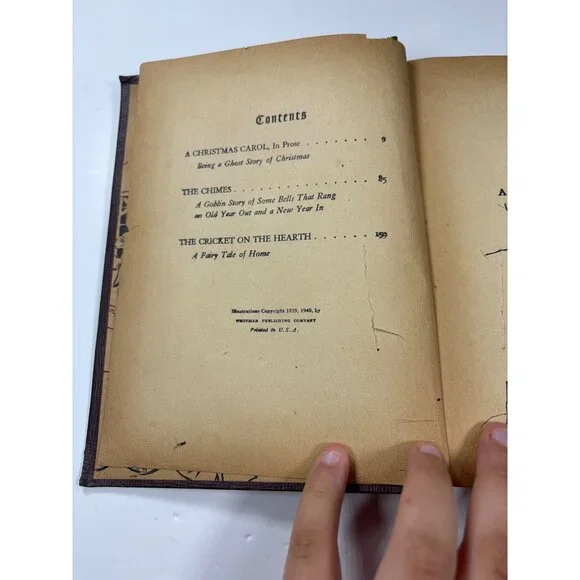 Contents
A CHRISTMAS CAROL, In Prose . . . . . . . 9
Being a Ghost Story of Christmas
THE CHIMES . . . . . . . . . . . . . . 85
A Goblin Story of Some Bells That Rang
an Old Year Out and a New Year In
THE CRICKET ON THE HEARTH . . . . . . 159
A Fairy Tale of Home
Illustrations Copyright 1939, 1940, by
WHITMAN PUBLISHING COMPANY
Printed in U.S.A.
A